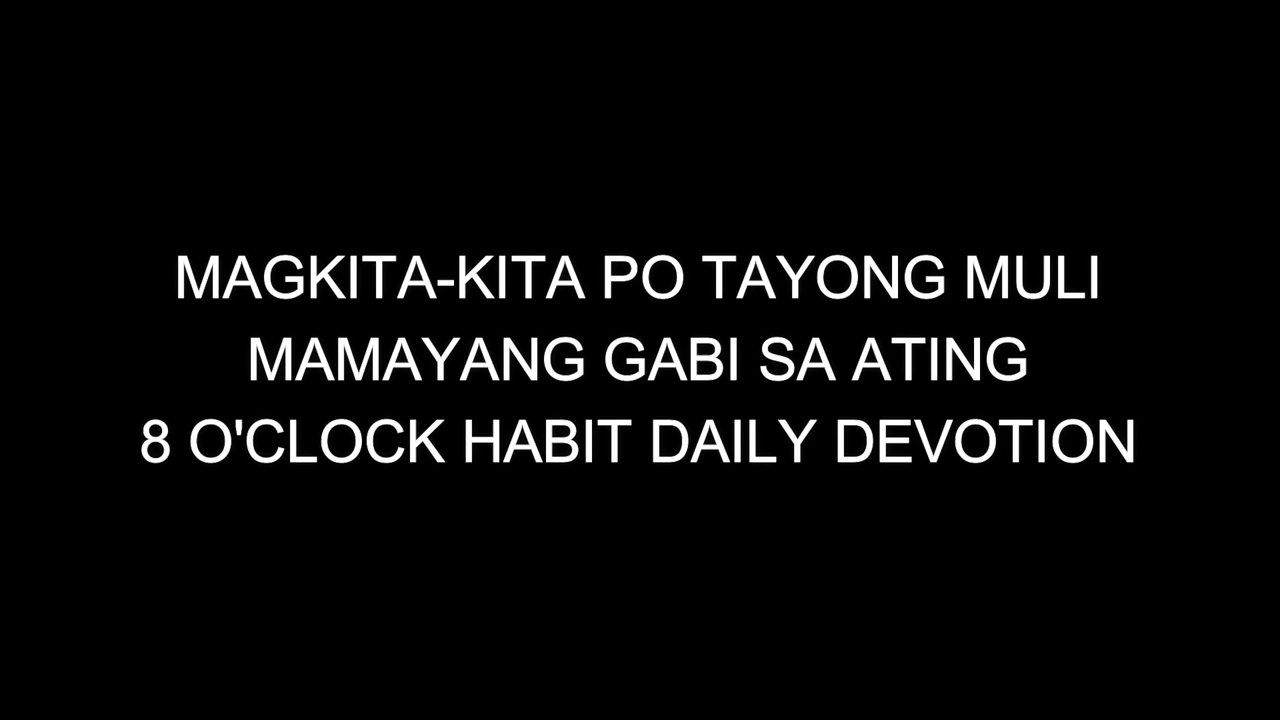 MAGKITA-KITA PO TAYONG MULI
MAMAYANG GABI SA ATING
8 O'CLOCK HABIT DAILY DEVOTION